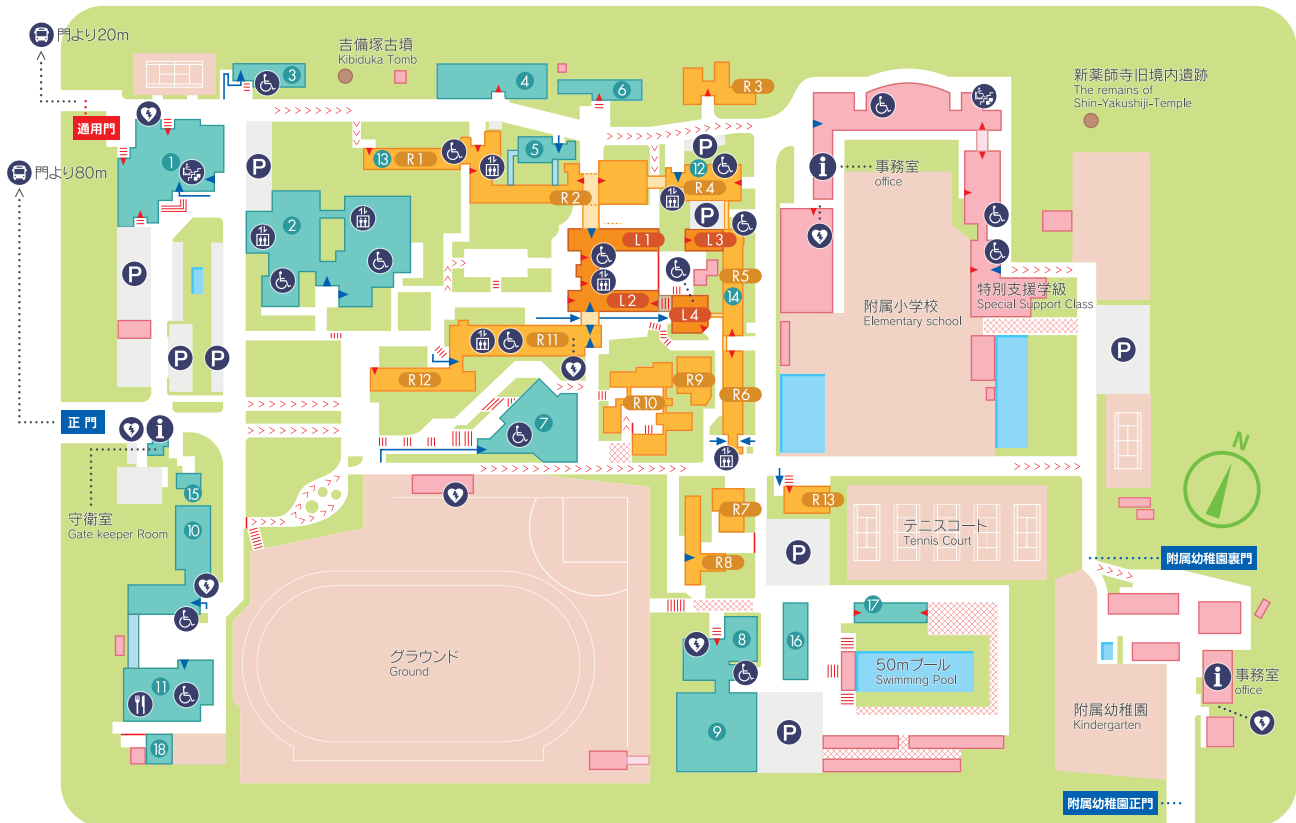 門より20m
通用門
門より80m
正門
吉備塚古墳
Kibiduka Tomb
新薬師寺旧境内遺跡
The remains of
Shin-Yakushiji-Temple
3
4
6
R3
1
P
13
R1
5
P
12
R4
R2
事務室
office
2
P
P
L1
L3
R5
14
L2
L4
附属小学校
Elementary school
特別支援学級
Special Support Class
P
P
P
R11
R12
R9
R10
R6
7
守衛室
Gate keeper Room
15
10
R7
R13
R8
P
テニスコート
Tennis Court
N
附属幼稚園裏門
グラウンド
Ground
8
16
17
50mプール
Swimming Pool
11
9
P
18
事務室
office
附属幼稚園
Kindergarten
附属幼稚園正門